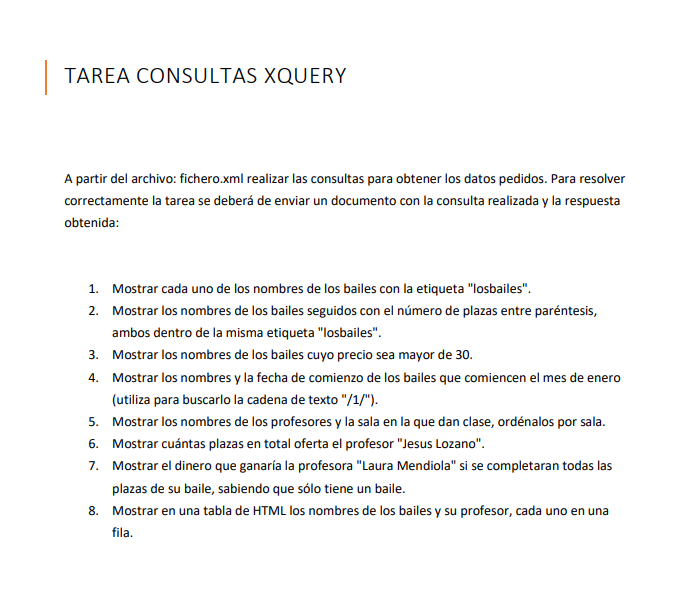 TAREA CONSULTAS XQUERY
A partir del archivo: fichero.xml realizar las consultas para obtener los datos pedidos. Para resolver
correctamente la tarea se deberá de enviar un documento con la consulta realizada y la respuesta
obtenida:
1. Mostrar cada uno de los nombres de los bailes con la etiqueta "losbailes".
2. Mostrar los nombres de los bailes seguidos con el número de plazas entre paréntesis,
ambos dentro de la misma etiqueta "losbailes".
3. Mostrar los nombres de los bailes cuyo precio sea mayor de 30.
4. Mostrar los nombres y la fecha de comienzo de los bailes que comiencen el mes de enero
(utiliza para buscarlo la cadena de texto "/1/").
5. Mostrar los nombres de los profesores y la sala en la que dan clase, ordénalos por sala.
6. Mostrar cuántas plazas en total oferta el profesor "Jesus Lozano".
7. Mostrar el dinero que ganaría la profesora "Laura Mendiola" si se completaran todas las
plazas de su baile, sabiendo que sólo tiene un baile.
8. Mostrar en una tabla de HTML los nombres de los bailes y su profesor, cada uno en una
fila.